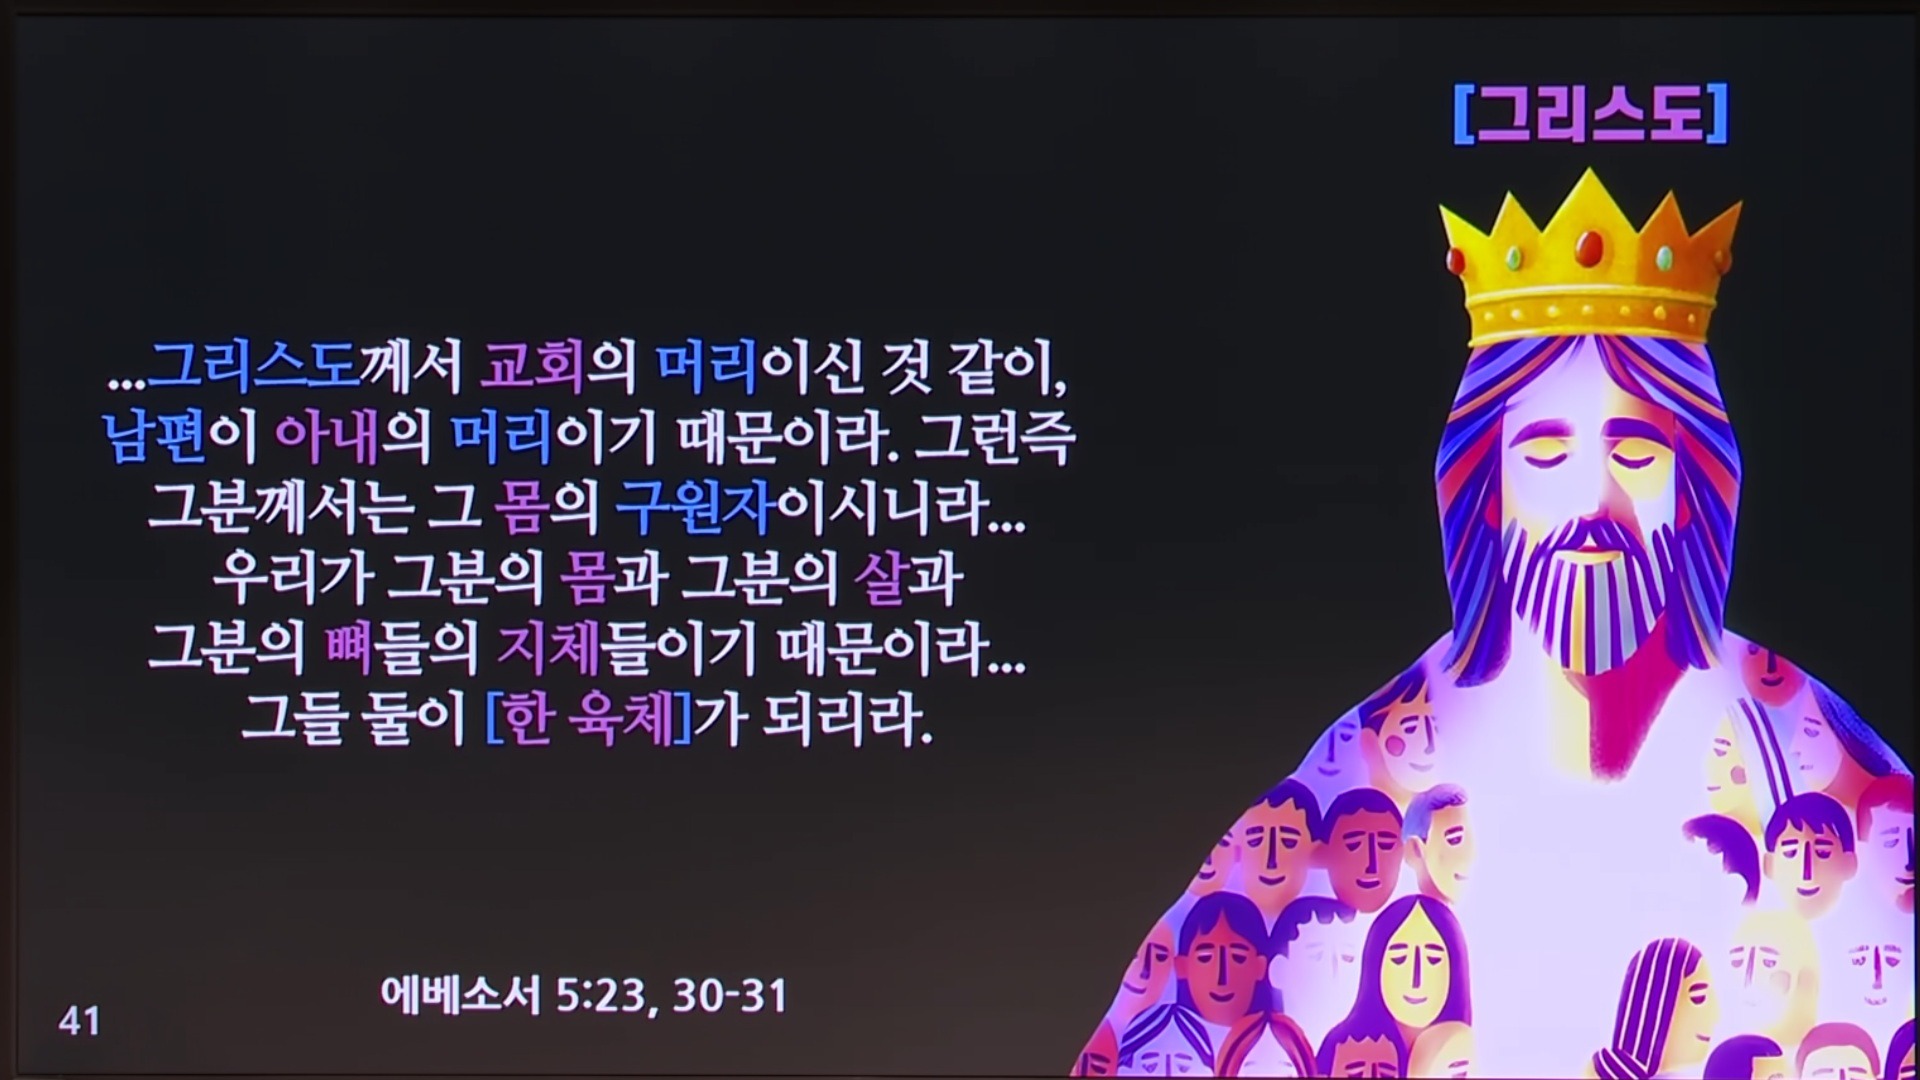 [그리스도]
...그리스도께서 교회의 머리이신 것 같이,
남편이 아내의 머리이기 때문이라. 그런즉
그분께서는 그 몸의 구원자이시니라...
우리가 그분의 몸과 그분의 살과
그분의 뼈들의 지체들이기 때문이라...
그들 둘이 [한 육체]가 되리라.
에베소서 5:23, 30-31
41